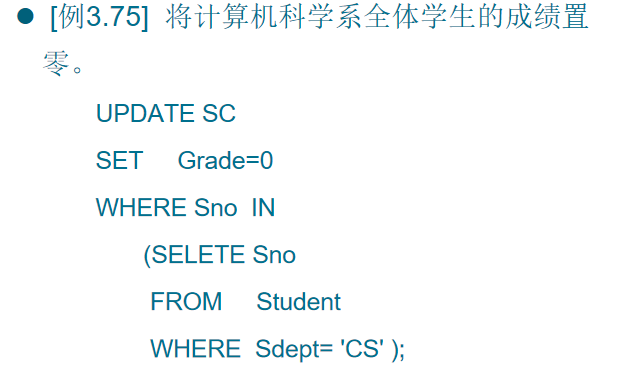 ● [例3.75] 将计算机科学系全体学生的成绩置
零。
UPDATE SC
SET Grade=0
WHERE Sno IN
(SELETE Sno
FROM Student
WHERE Sdept= 'CS' );